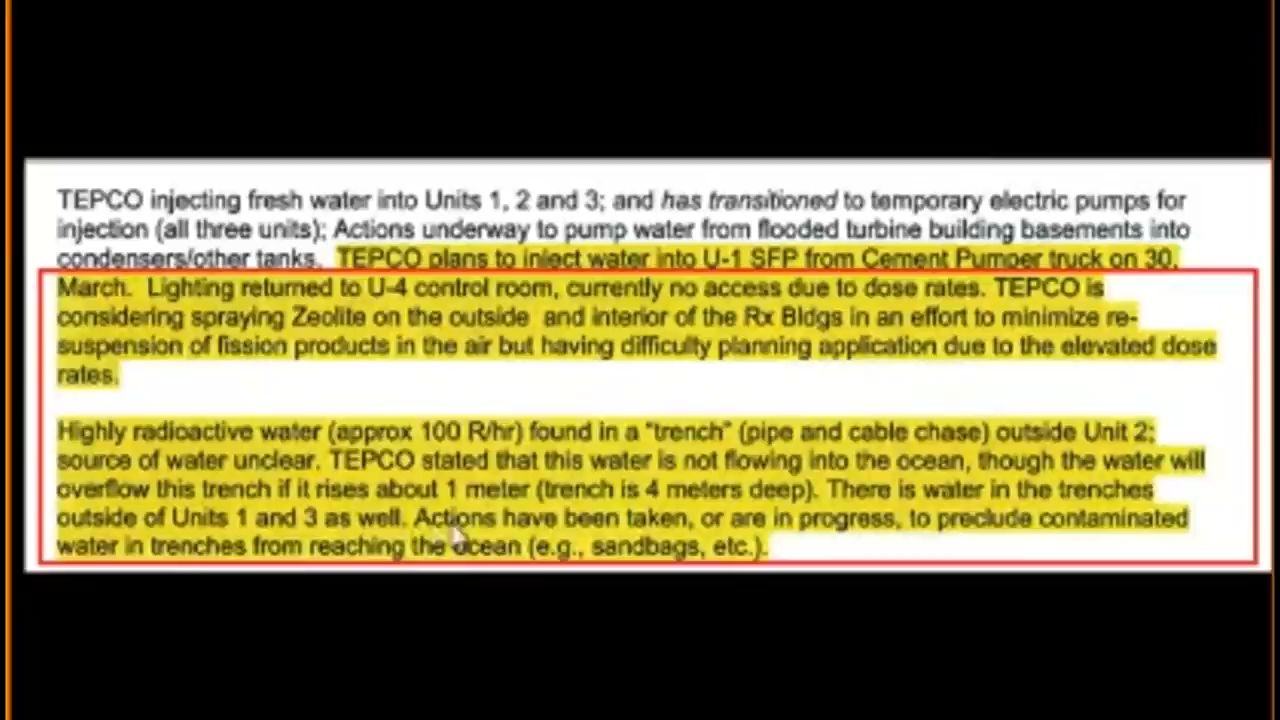 TEPCO injecting fresh water into Units 1, 2 and 3; and has transitioned to temporary electric pumps for
injection (all three units); Actions underway to pump water from flooded turbine building basements into
condensers/other tanks. TEPCO plans to inject water into U-1 SFP from Cement Pumper truck on 30,
March. Lighting returned to U-4 control room, currently no access due to dose rates. TEPCO is
considering spraying Zeolite on the outside and interior of the Rx Bldgs in an effort to minimize re-
suspension of fission products in the air but having difficulty planning application due to the elevated dose
rates.
Highly radioactive water (approx 100 R/hr) found in a "trench" (pipe and cable chase) outside Unit 2;
source of water unclear. TEPCO stated that this water is not flowing into the ocean, though the water will
overflow this trench if it rises about 1 meter (trench is 4 meters deep). There is water in the trenches
outside of Units 1 and 3 as well. Actions have been taken, or are in progress, to preclude contaminated
water in trenches from reaching the ocean (e.g., sandbags, etc.).